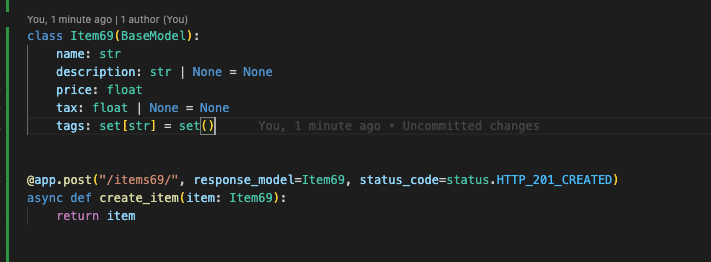 You, 1 minute ago | 1 author (You)
class Item69(BaseModel):
    name: str
    description: str | None = None
    price: float
    tax: float | None = None
    tags: set[str] = set()     You, 1 minute ago • Uncommitted changes
@app.post("/items69/", response_model=Item69, status_code=status.HTTP_201_CREATED)
async def create_item(item: Item69):
    return item